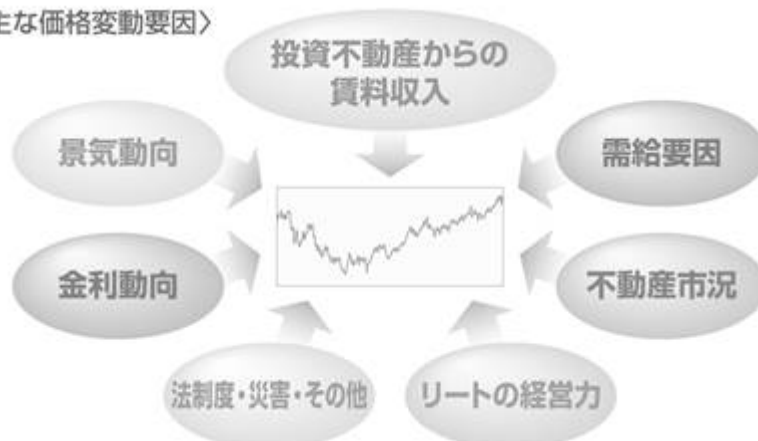 主な価格変動要因〉
投資不動産からの
賃料収入
景気動向
需給要因
金利動向
不動産市況
法制度・災害・その他
リートの経営力